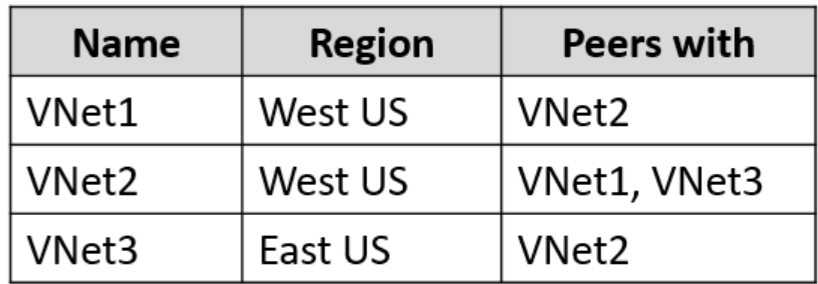 Name Region Peers with
VNet1 West US VNet2
VNet2 West US VNet1, VNet3
VNet3 East US VNet2